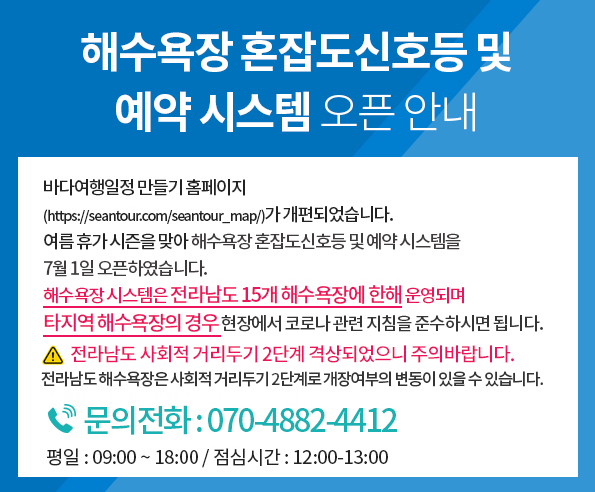 해수욕장 혼잡도신호등 및
예약 시스템 오픈 안내
바다여행일정 만들기 홈페이지
(https://seantour.com/seantour_map/)가 개편되었습니다.
여름 휴가 시즌을 맞아 해수욕장 혼잡도신호등 및 예약 시스템을
7월 1일 오픈하였습니다.
해수욕장 시스템은 전라남도 15개 해수욕장에 한해 운영되며
타지역 해수욕장의 경우 현장에서 코로나 관련 지침을 준수하시면 됩니다.
전라남도 사회적 거리두기 2단계 격상되었으니 주의바랍니다.
전라남도 해수욕장은 사회적 거리두기 2단계로 개장여부의 변동이 있을 수 있습니다.
문의전화 : 070-4882-4412
평일 : 09:00 ~ 18:00 / 점심시간 : 12:00-13:00